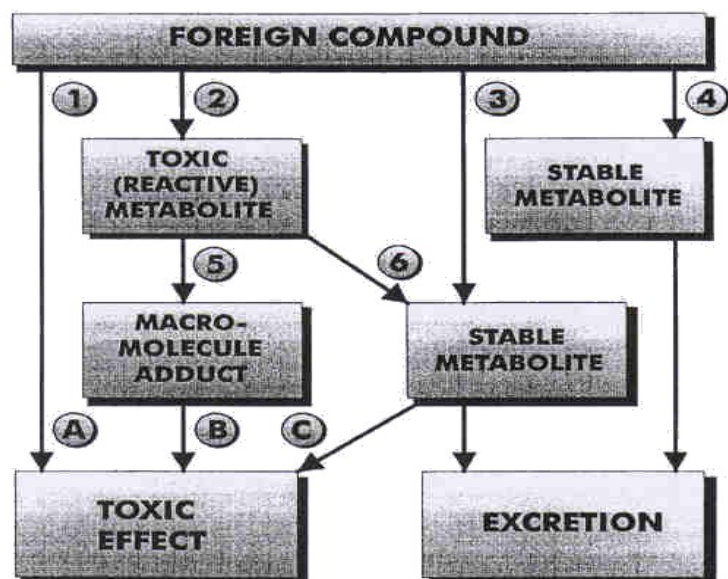 FOREIGN COMPOUND
1
2
3
4
TOXIC
(REACTIVE)
METABOLITE
STABLE
METABOLITE
5
6
MACRO-
MOLECULE
ADDUCT
STABLE
METABOLITE
A
B
C
TOXIC
EFFECT
EXCRETION